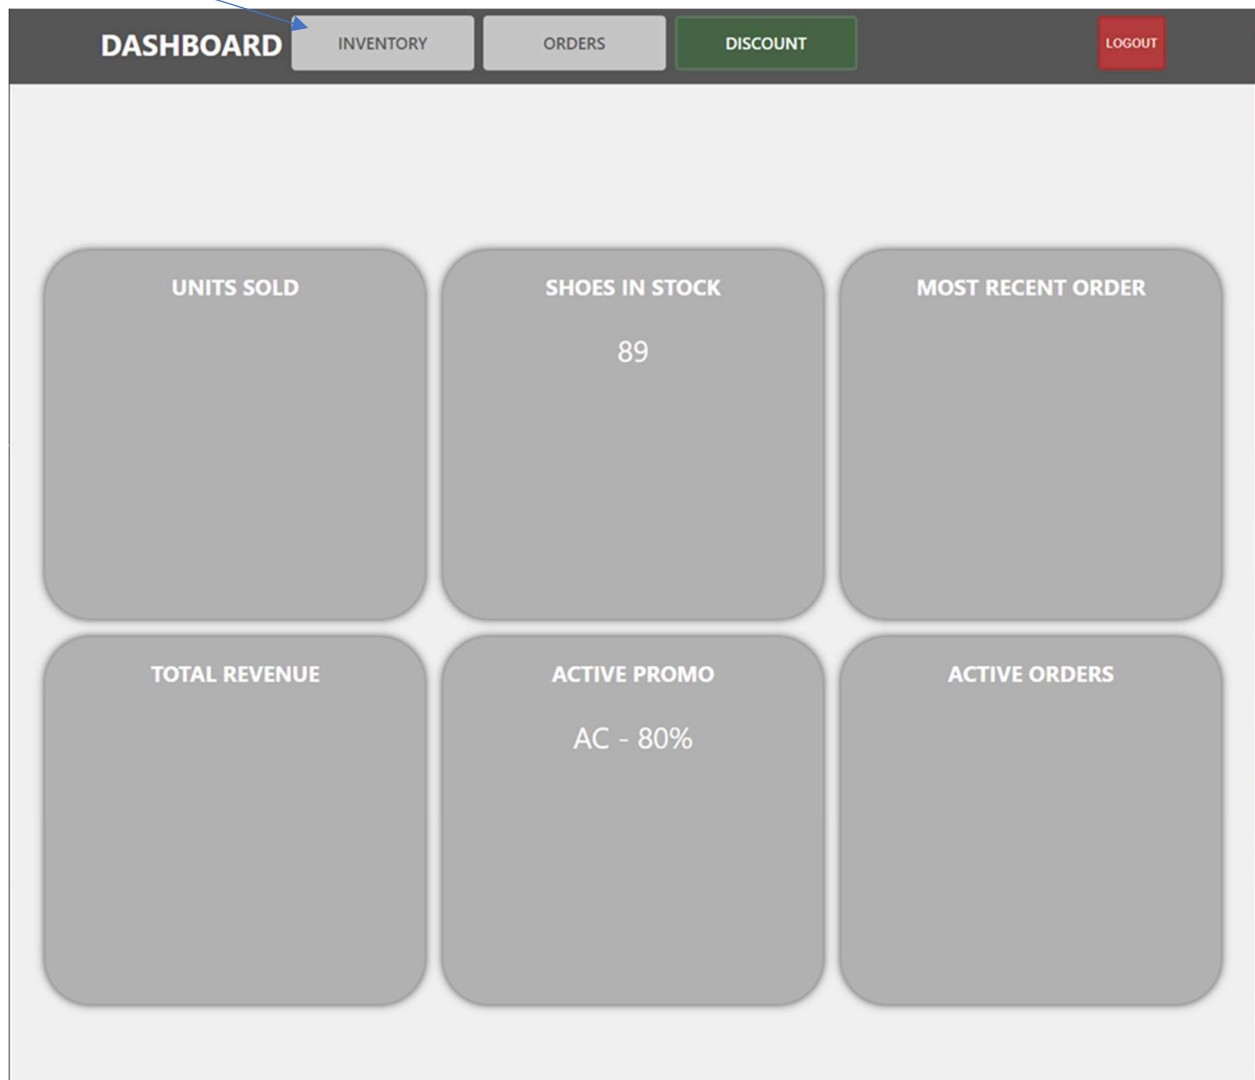 DASHBOARD INVENTORY ORDERS DISCOUNT LOGOUT
UNITS SOLD
SHOES IN STOCK
89
MOST RECENT ORDER
TOTAL REVENUE
ACTIVE PROMO
AC - 80%
ACTIVE ORDERS